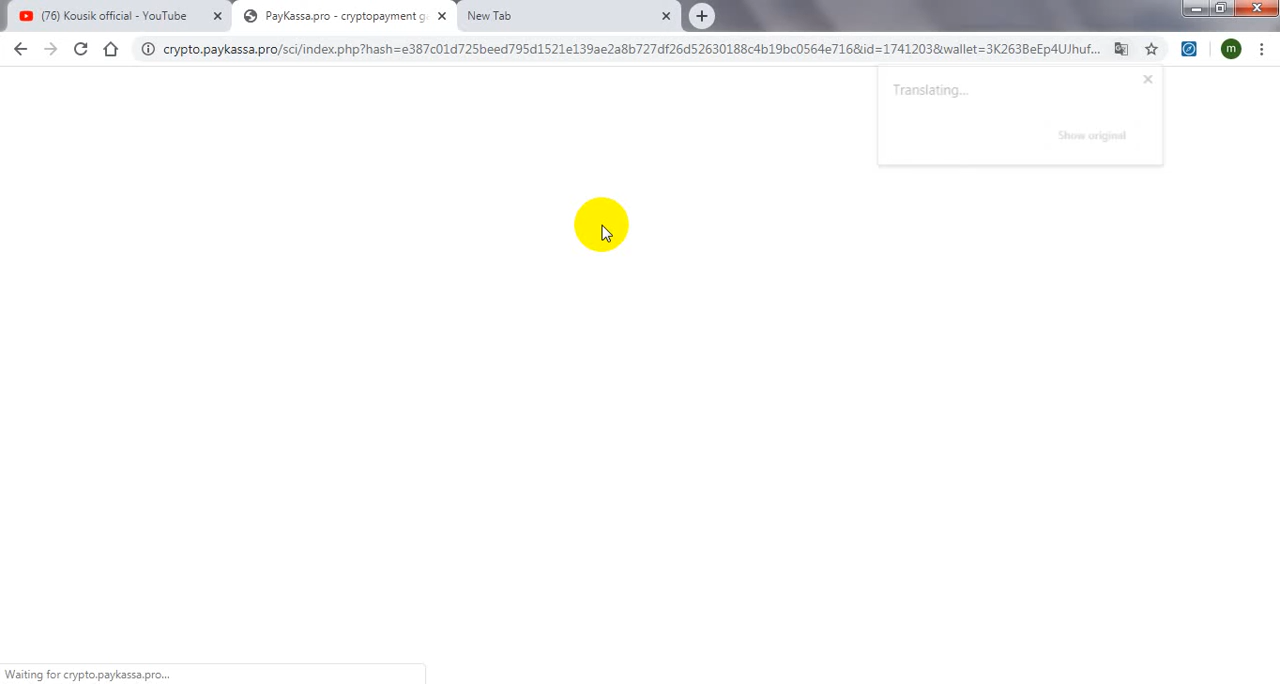 (76) Kousik official - YouTube
PayKassa.pro - cryptopayment ga
New Tab
crypto.paykassa.pro/sci/index.php?hash=e387c01d725beed795d1521e139ae2a8b727df26d52630188c4b19bc0564e716&id=1741203&wallet=3K263BeEp4UJhuf...
m
Translating...
Show original
Waiting for crypto.paykassa.pro...